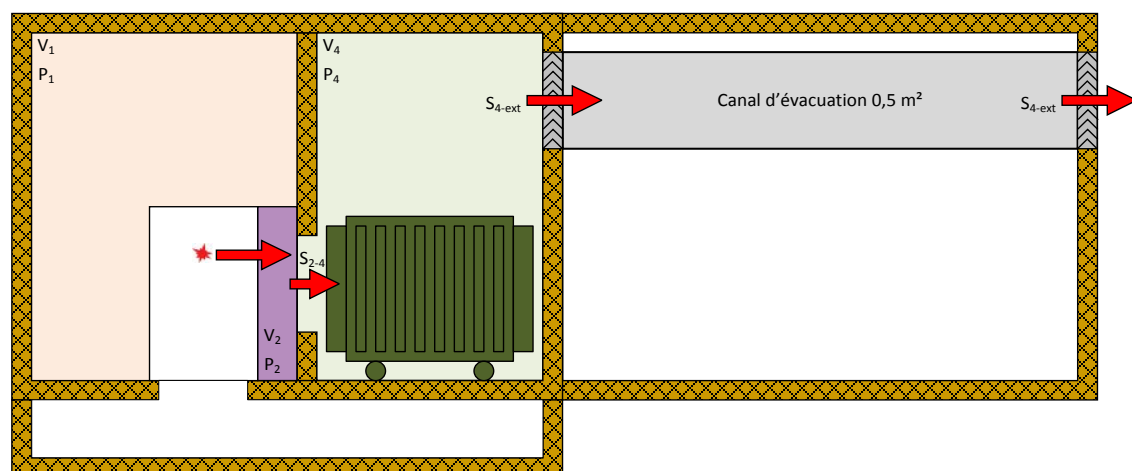 V₁
P₁
V₄
P₄
S₄₋ₑₓₜ
Canal d’évacuation 0,5 m²
S₄₋ₑₓₜ
S₂₋₄
V₂
P₂